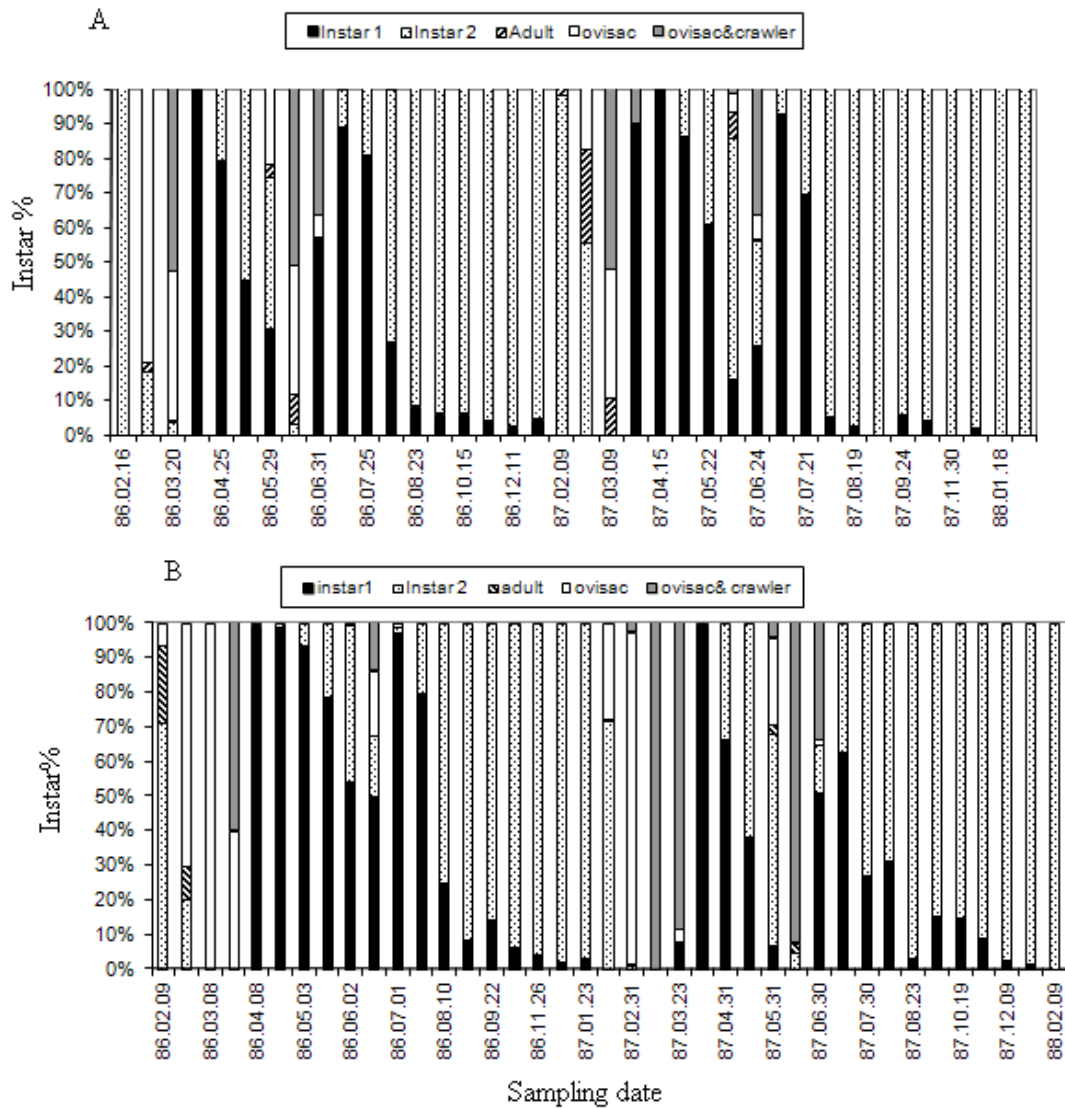 A
Instar 1 Instar 2 Adult ovisac ovisac&crawler
Instar %
100%
90%
80%
70%
60%
50%
40%
30%
20%
10%
0%
86.02.16 86.03.20 86.04.25 86.05.29 86.06.31 86.07.25 86.08.23 86.10.15 86.12.11 87.02.09 87.03.09 87.04.15 87.05.22 87.06.24 87.07.21 87.08.19 87.09.24 87.11.30 88.01.18
B
instar1 Instar 2 adult ovisac ovisac& crawler
Instar%
100%
90%
80%
70%
60%
50%
40%
30%
20%
10%
0%
86.02.09 86.03.08 86.04.08 86.05.03 86.06.02 86.07.01 86.08.10 86.09.22 86.11.26 87.01.23 87.02.31 87.03.23 87.04.31 87.05.31 87.06.30 87.07.30 87.08.23 87.10.19 87.12.09 88.02.09
Sampling date